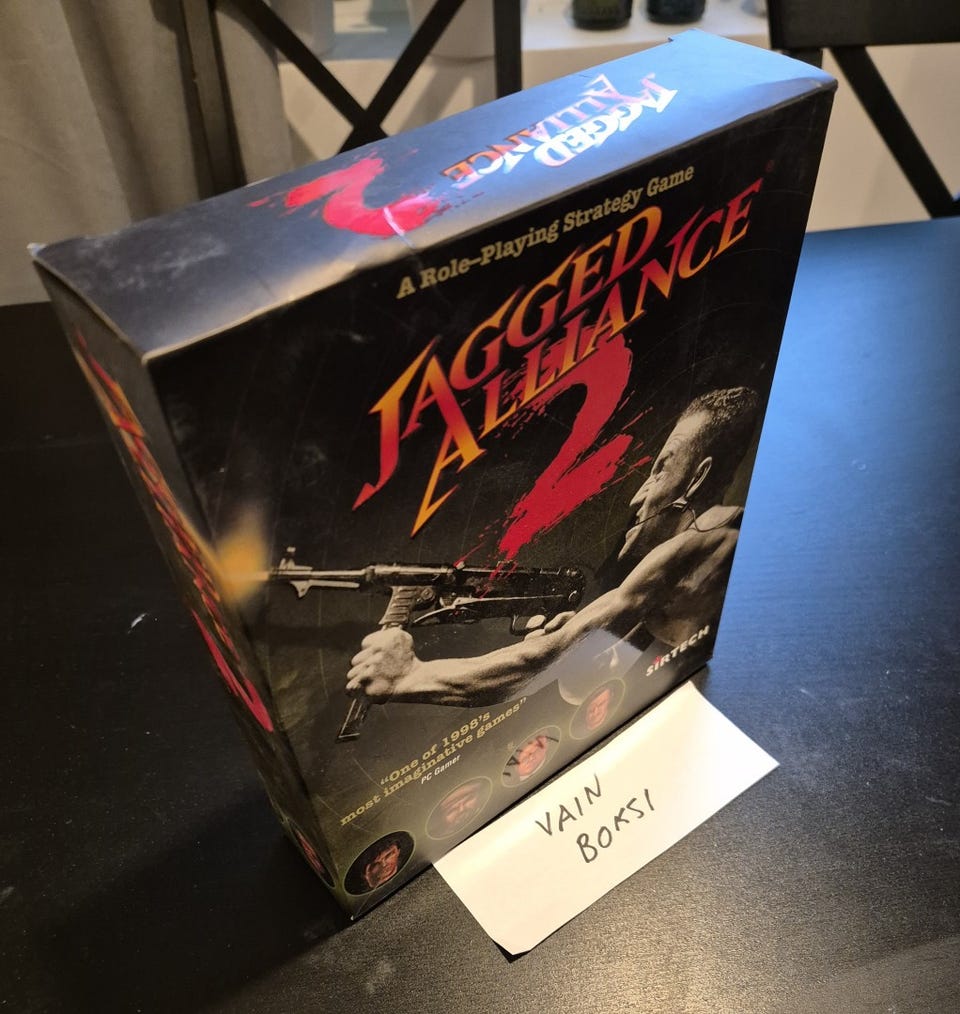 JAGGED
ALLIANCE
2
A Role-Playing Strategy Game
JAGGED
ALLIANCE
2
SIRTECH
"One of 1998's
most imaginative games"
PC Gamer
VAIN
BOKSI